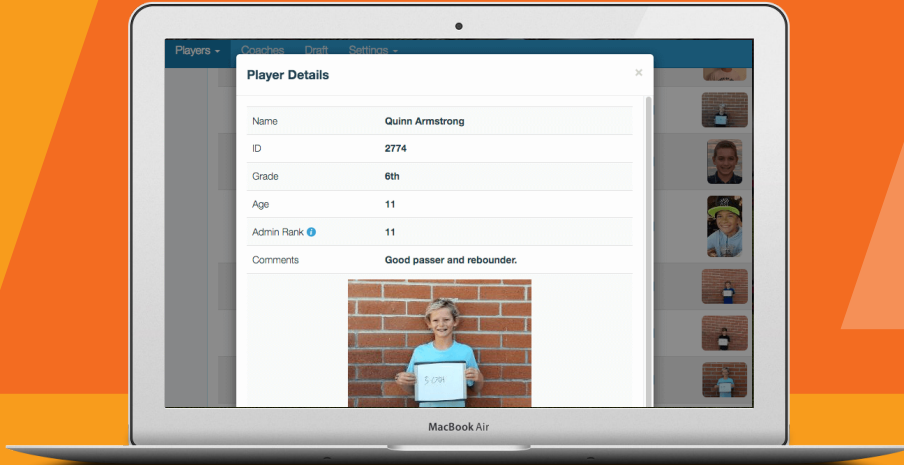 Players Coaches Draft Settings
Player Details ×
Name Quinn Armstrong
ID 2774
Grade 6th
Age 11
Admin Rank i 11
Comments Good passer and rebounder.
MacBook Air